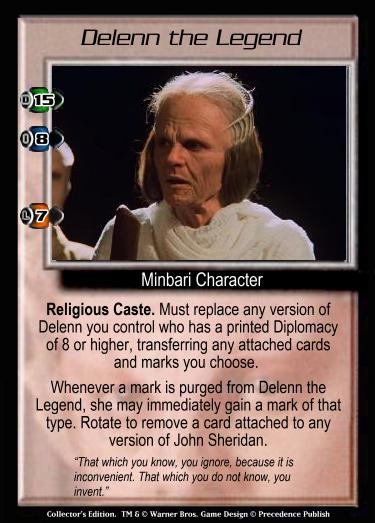 Delenn the Legend
D 15
I 8
L 7
Minbari Character
Religious Caste. Must replace any version of
Delenn you control who has a printed Diplomacy
of 8 or higher, transferring any attached cards
and marks you choose.
Whenever a mark is purged from Delenn the
Legend, she may immediately gain a mark of that
type. Rotate to remove a card attached to any
version of John Sheridan.
“That which you know, you ignore, because it is
inconvenient. That which you do not know, you
invent.”
Collector's Edition. TM & © Warner Bros. Game Design © Precedence Publish